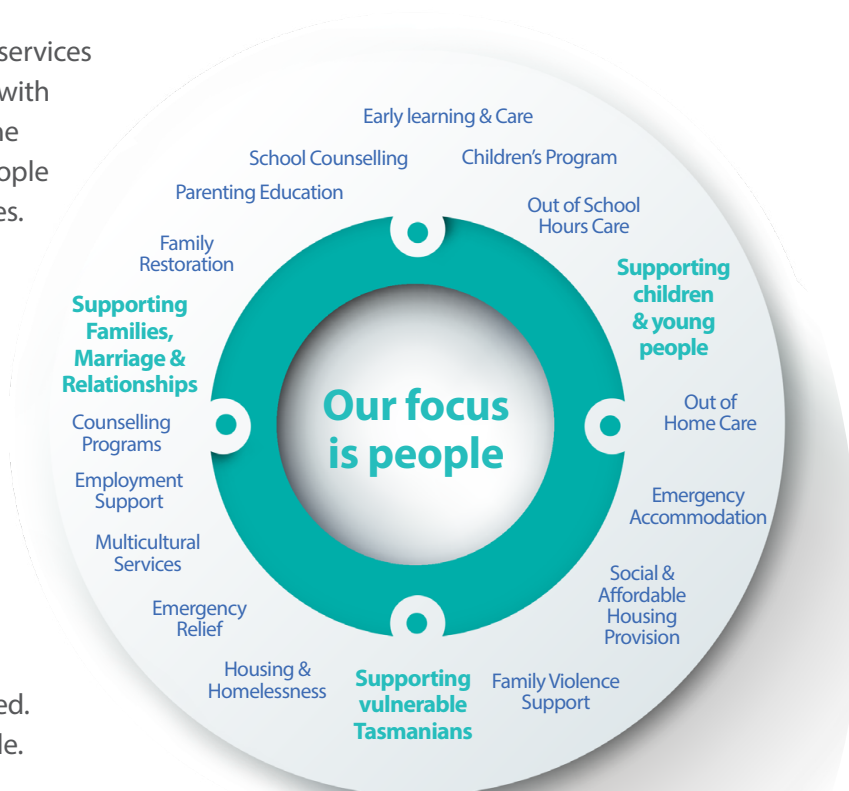 services
with
ne
ople
es.
ed.
le.
Early learning & Care
School Counselling
Children's Program
Parenting Education
Out of School
Hours Care
Family
Restoration
Supporting
children
& young
people
Supporting
Families,
Marriage &
Relationships
Our focus
is people
Out of
Home Care
Counselling
Programs
Employment
Support
Emergency
Accommodation
Multicultural
Services
Social &
Affordable
Housing
Provision
Emergency
Relief
Housing &
Homelessness
Supporting
vulnerable
Tasmanians
Family Violence
Support